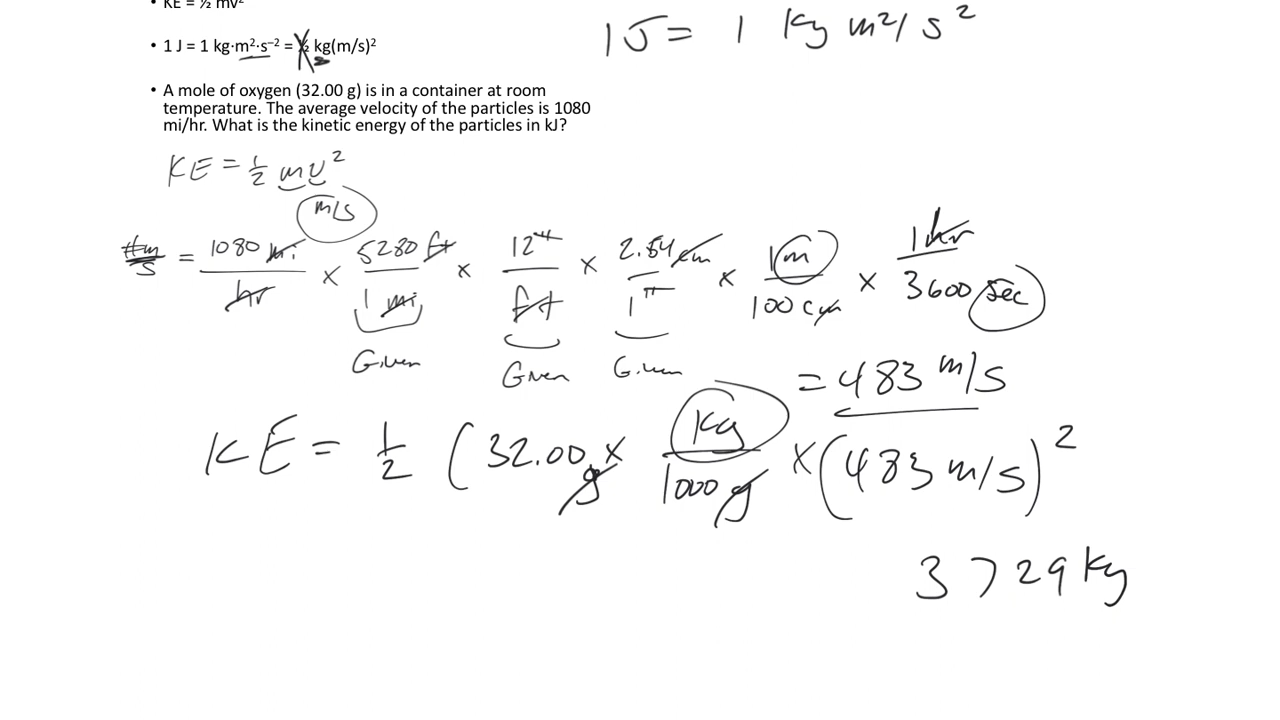 • KE = ½ mv²
• 1 J = 1 kg·m²·s⁻² = ½ kg(m/s)²
1J = 1 kg m²/s²
• A mole of oxygen (32.00 g) is in a container at room
temperature. The average velocity of the particles is 1080
mi/hr. What is the kinetic energy of the particles in kJ?
KE = ½ mv²
m/s
#m/s = 1080 mi/hr × 5280 ft/1 mi × 12"/ft × 2.54 cm/1" × 1m/100 cm × 1 hr/3600 sec
Given Given Given
= 483 m/s
KE = ½ (32.00 g × kg/1000 g × (483 m/s)²
3729 kg